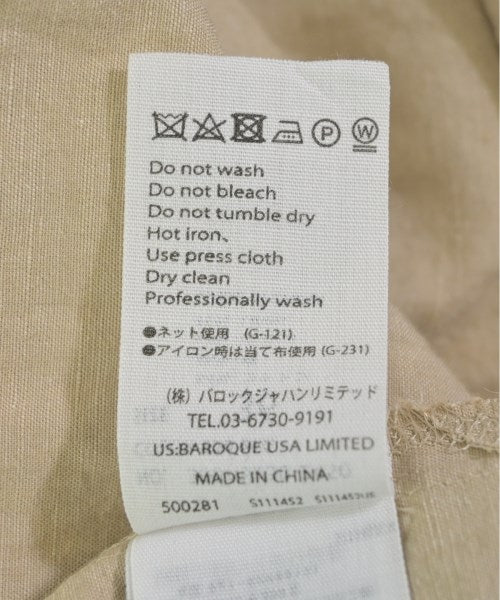 P W
Do not wash
Do not bleach
Do not tumble dry
Hot iron、
Use press cloth
Dry clean
Professionally wash
●ネット使用 (G-121)
●アイロン時は当て布使用 (G-231)
(株) バロックジャパンリミテッド
TEL.03-6730-9191
US:BAROQUE USA LIMITED
MADE IN CHINA
500281 S111452 S111452US